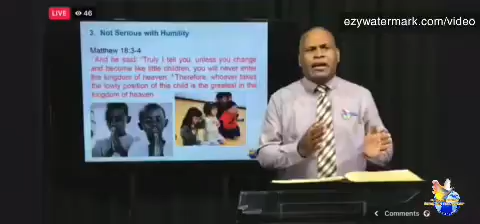 LIVE 46
ezywatermark.com/video
3. Not Serious with Humility
Matthew 18:3-4
3 And he said: "Truly I tell you, unless you change
and become like little children, you will never enter
the kingdom of heaven. 4 Therefore, whoever takes
the lowly position of this child is the greatest in the
kingdom of heaven.
Comments